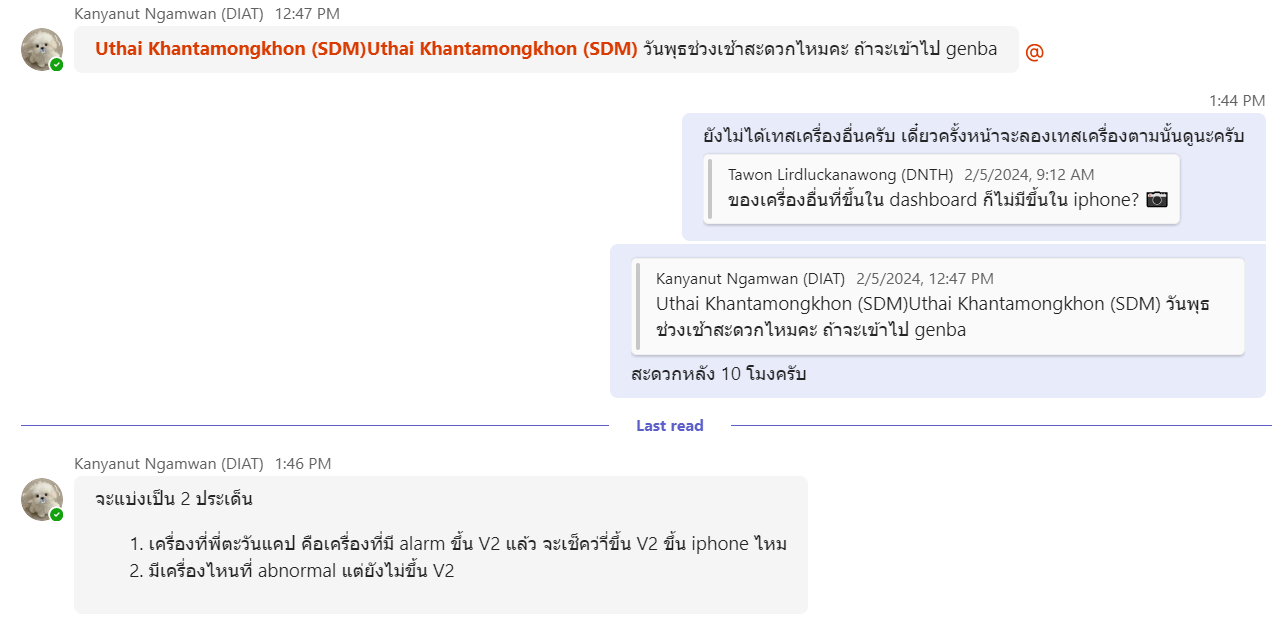 Kanyanut Ngamwan (DIAT) 12:47 PM
Uthai Khantamongkhon (SDM)Uthai Khantamongkhon (SDM) วันพุธช่วงเช้าสะดวกไหมคะ ถ้าจะเข้าไป genba @
1:44 PM
ยังไม่ได้เทสเครื่องอื่นครับ เดี๋ยวครั้งหน้าจะลองเทสเครื่องตามนั้นดูนะครับ
Tawon Lirdluckanawong (DNTH) 2/5/2024, 9:12 AM
ของเครื่องอื่นที่ขึ้นใน dashboard ก็ไม่มีขึ้นใน iphone? 📷
Kanyanut Ngamwan (DIAT) 2/5/2024, 12:47 PM
Uthai Khantamongkhon (SDM)Uthai Khantamongkhon (SDM) วันพุธ
ช่วงเช้าสะดวกไหมคะ ถ้าจะเข้าไป genba
สะดวกหลัง 10 โมงครับ
Last read
Kanyanut Ngamwan (DIAT) 1:46 PM
จะแบ่งเป็น 2 ประเด็น
1. เครื่องที่พี่ตะวันแคป คือเครื่องที่มี alarm ขึ้น V2 แล้ว จะเช็คว่าี่ขึ้น V2 ขึ้น iphone ไหม
2. มีเครื่องไหนที่ abnormal แต่ยังไม่ขึ้น V2